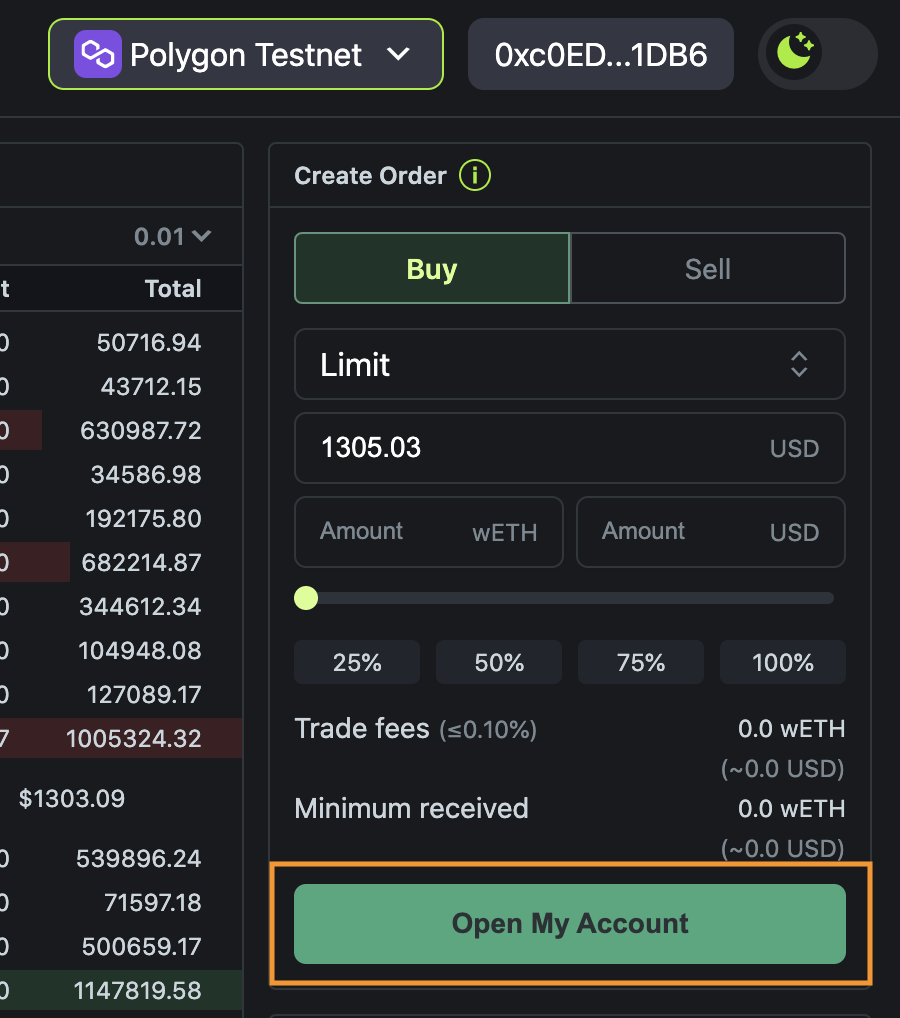 Polygon Testnet
0xc0ED...1DB6
0.01
t Total
0 50716.94
0 43712.15
0 630987.72
0 34586.98
0 192175.80
0 682214.87
0 344612.34
0 104948.08
0 127089.17
7 1005324.32
$1303.09
0 539896.24
0 71597.18
0 500659.17
0 1147819.58
Create Order
Buy Sell
Limit
1305.03 USD
Amount wETH Amount USD
25% 50% 75% 100%
Trade fees (≤0.10%) 0.0 wETH
(~0.0 USD)
Minimum received 0.0 wETH
(~0.0 USD)
Open My Account